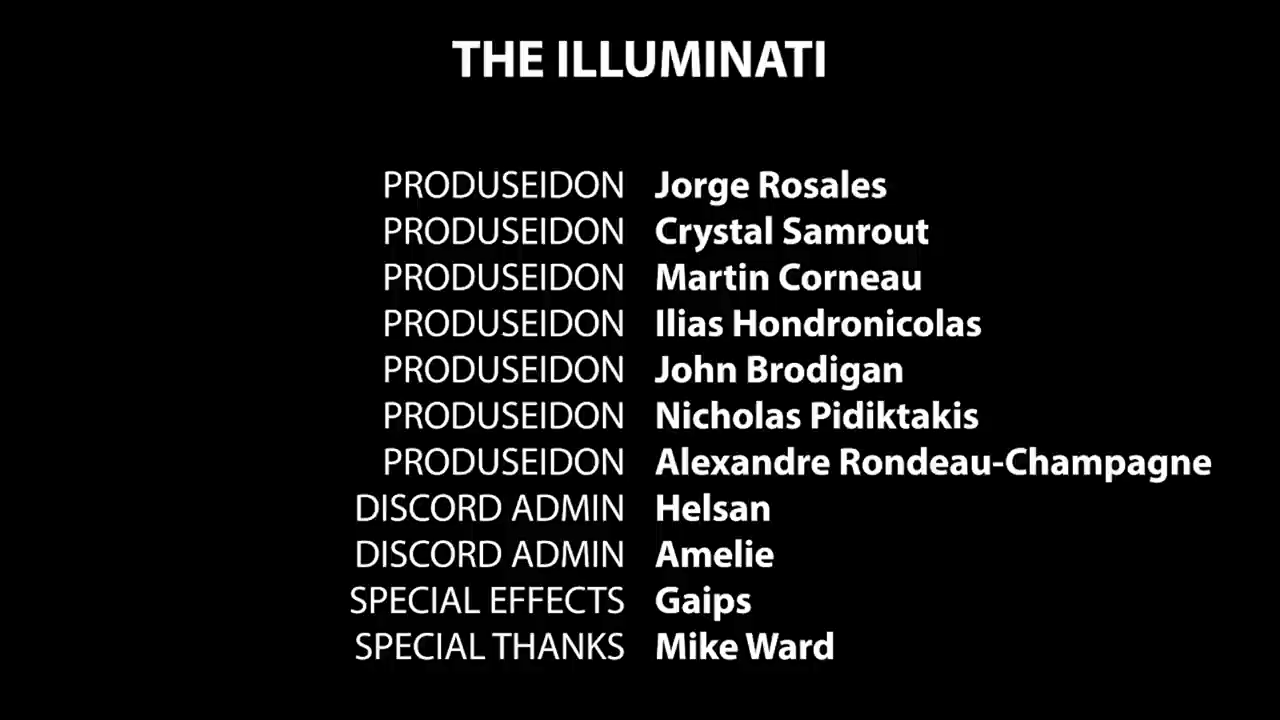 THE ILLUMINATI
PRODUSEIDON Jorge Rosales
PRODUSEIDON Crystal Samrout
PRODUSEIDON Martin Corneau
PRODUSEIDON Ilias Hondronicolas
PRODUSEIDON John Brodigan
PRODUSEIDON Nicholas Pidiktakis
PRODUSEIDON Alexandre Rondeau-Champagne
DISCORD ADMIN Helsan
DISCORD ADMIN Amelie
SPECIAL EFFECTS Gaips
SPECIAL THANKS Mike Ward